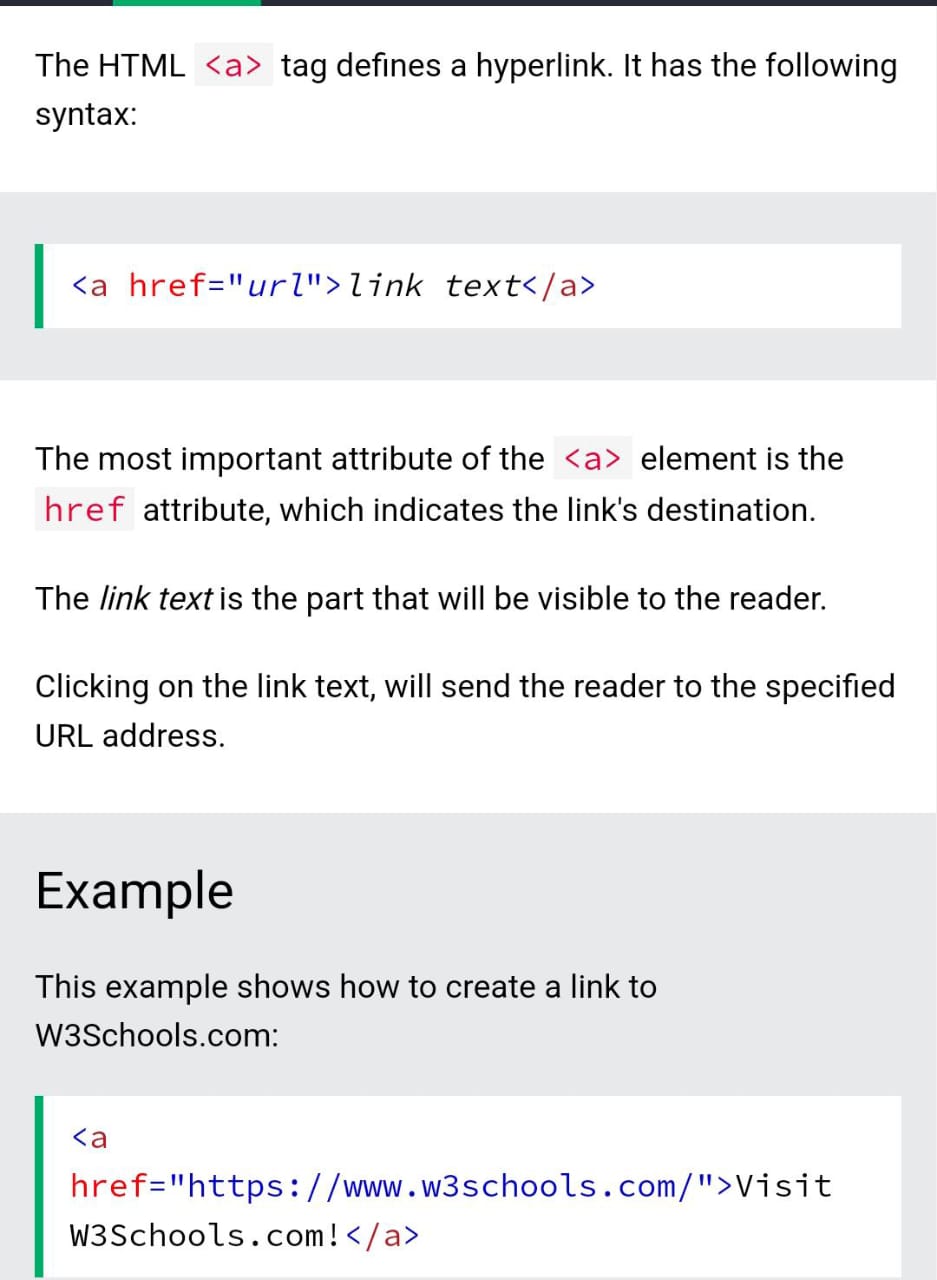 The HTML <a> tag defines a hyperlink. It has the following
syntax:
<a href="url">link text</a>
The most important attribute of the <a> element is the
href attribute, which indicates the link's destination.
The link text is the part that will be visible to the reader.
Clicking on the link text, will send the reader to the specified
URL address.
Example
This example shows how to create a link to
W3Schools.com:
<a
href="https://www.w3schools.com/">Visit
W3Schools.com!</a>